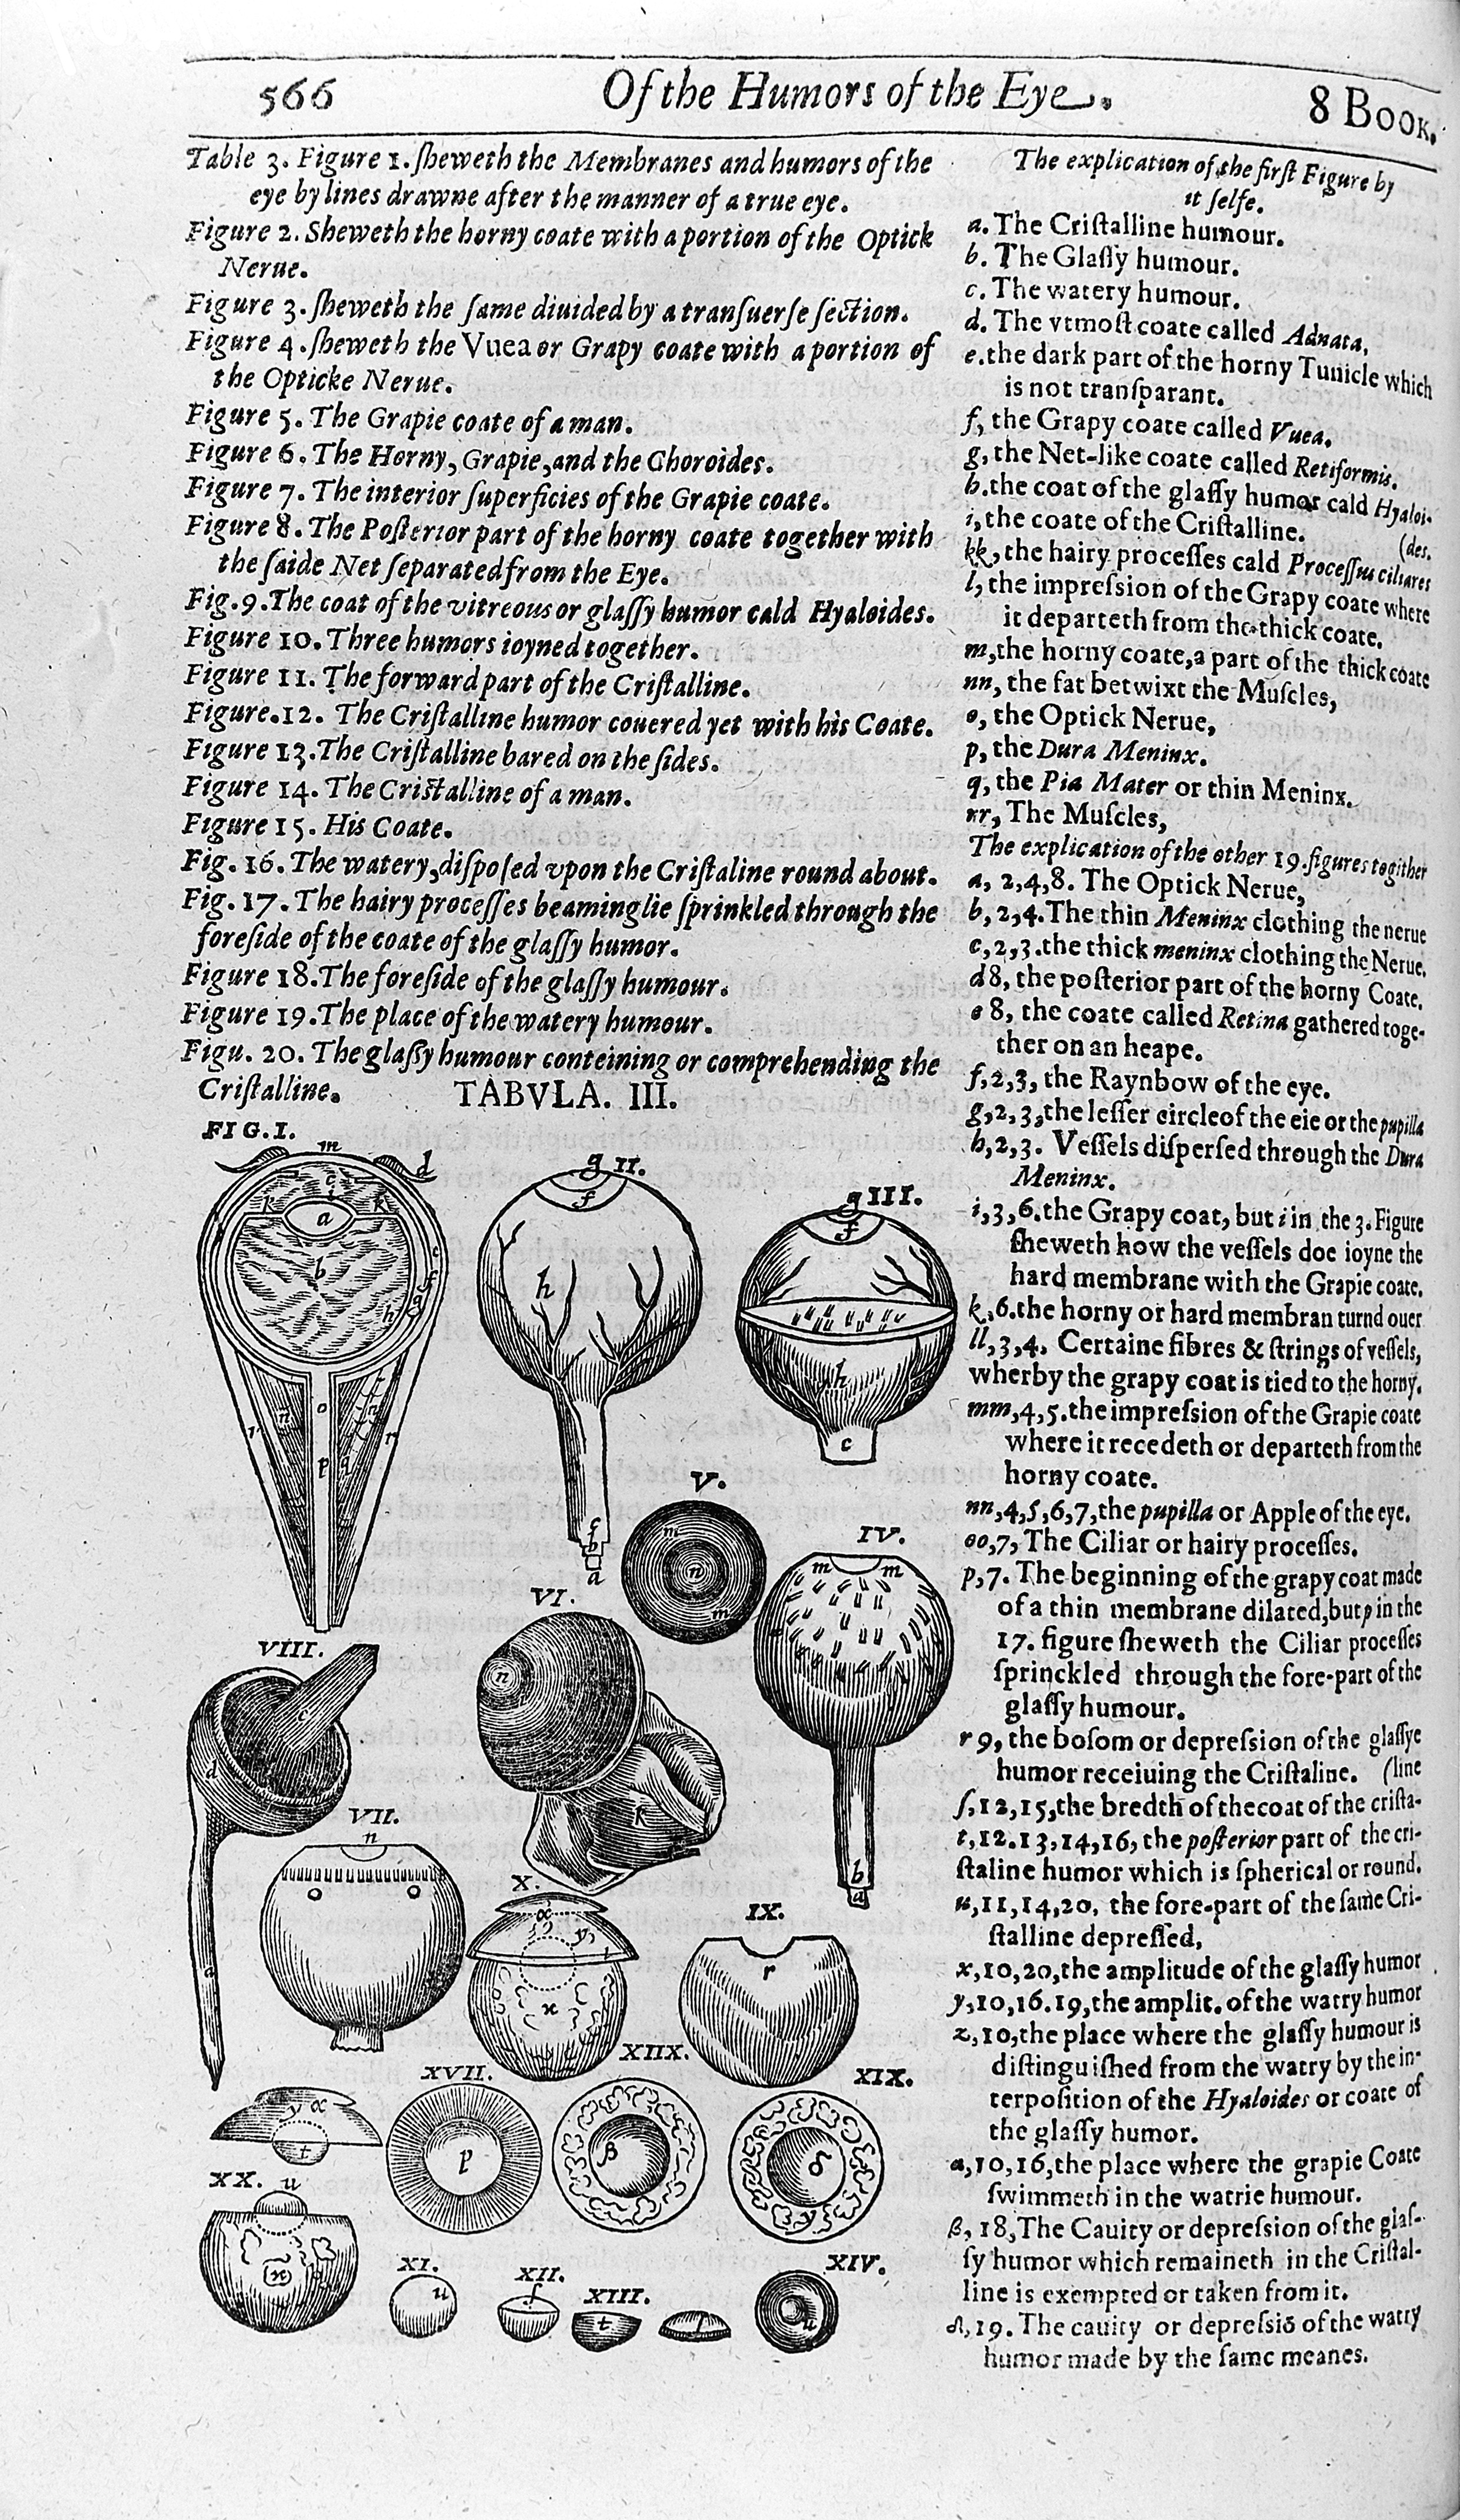 566 Of the Humors of the Eye. 8 Book.
Table 3. Figure 1. ſheweth the Membranes and humors of the
eye by lines drawne after the manner of a true eye.
Figure 2. Sheweth the horny coate with a portion of the Optick
Nerue.
Figure 3. ſheweth the ſame diuided by a tranſuerſe ſection.
Figure 4. ſheweth the Vuea or Grapy coate with a portion of
the Opticke Nerue.
Figure 5. The Grapie coate of a man.
Figure 6. The Horny, Grapie, and the Choroides.
Figure 7. The interior ſuperficies of the Grapie coate.
Figure 8. The Poſterior part of the horny coate together with
the ſaide Net ſeparated from the Eye.
Fig. 9. The coat of the vitreous or glaſſy humor cald Hyaloides.
Figure 10. Three humors ioyned together.
Figure 11. The forward part of the Criſtalline.
Figure. 12. The Criſtalline humor couered yet with his Coate.
Figure 13. The Criſtalline bared on the ſides.
Figure 14. The Criſtalline of a man.
Figure 15. His Coate.
Fig. 16. The watery, diſpoſed vpon the Criſtaline round about.
Fig. 17. The hairy proceſſes beaminglie ſprinkled through the
foreſide of the coate of the glaſſy humor.
Figure 18. The foreſide of the glaſſy humour.
Figure 19. The place of the watery humour.
Figu. 20. The glaſſy humour conteining or comprehending the
Criſtalline. TABVLA. III.
The explication of the firſt Figure by
it ſelfe.
a. The Criſtalline humour.
b. The Glaſſy humour.
c. The watery humour.
d. The vtmoſt coate called Adnata.
e. the dark part of the horny Tunicle which
is not tranſparant.
f, the Grapy coate called Vuea.
g, the Net-like coate called Retiformis.
h. the coat of the glaſſy humor cald Hyaloi-
i, the coate of the Criſtalline. (des.
kk, the hairy proceſſes cald Proceſſus ciliares
l, the impreſsion of the Grapy coate where
it departeth from the thick coate.
m, the horny coate, a part of the thick coate
nn, the fat betwixt the Muſcles,
o, the Optick Nerue,
p, the Dura Meninx.
q, the Pia Mater or thin Meninx.
rr, The Muſcles,
The explication of the other 19. figures togither
a, 2,4,8. The Optick Nerue,
b, 2,4. The thin Meninx clothing the nerue
c, 2,3. the thick meninx clothing the Nerue.
d 8, the poſterior part of the horny Coate.
e 8, the coate called Retina gathered toge-
ther on an heape.
f, 2,3, the Raynbow of the eye.
g, 2,3, the leſſer circle of the eie or the pupilla
h, 2,3. Veſſels diſperſed through the Dura
Meninx.
i, 3,6. the Grapy coat, but i in the 3. Figure
ſheweth how the veſſels doe ioyne the
hard membrane with the Grapie coate.
k, 6. the horny or hard membran turnd ouer
ll, 3,4. Certaine fibres & ſtrings of veſſels,
wherby the grapy coat is tied to the horny.
mm, 4,5. the impreſsion of the Grapie coate
where it recedeth or departeth from the
horny coate.
nn, 4,5,6,7, the pupilla or Apple of the eye.
oo, 7, The Ciliar or hairy proceſſes.
p, 7. The beginning of the grapy coat made
of a thin membrane dilated, but p in the
17. figure ſheweth the Ciliar proceſſes
ſprinckled through the fore-part of the
glaſſy humour.
r 9, the boſom or depreſsion of the glaſſye
humor receiuing the Criſtaline. (line
ſ, 12,15, the bredth of the coat of the criſta-
t, 12.13,14,16, the poſterior part of the cri-
ſtaline humor which is ſpherical or round.
u, 11,14,20. the fore-part of the ſame Cri-
ſtalline depreſſed,
x, 10,20, the amplitude of the glaſſy humor
y, 10,16.19, the amplit. of the watry humor
z, 10, the place where the glaſſy humour is
diſtinguiſhed from the watry by the in-
terpoſition of the Hyaloides or coate of
the glaſſy humor.
α, 10,16, the place where the grapie Coate
ſwimmeth in the watrie humour.
β, 18, The Cauity or depreſsion of the glaſ-
ſy humor which remaineth in the Criſtal-
line is exempted or taken from it.
δ, 19. The cauity or depreſsiõ of the watry
humor made by the ſame meanes.
FIG. I.
m
d
c
i
k
k
a
b
e
f
g
h
n
o
n
r
r
p
q
g II.
f
h
c
b
a
g III.
f
h
c
V.
m
n
m
IV.
m
m
b
a
VI.
n
K
VIII.
c
d
a
VII.
n
o
o
X.
α
z
y
x
IX.
r
XVII.
p
XIIX.
β
XIX.
δ
y
y α
t
XX. u
(x)
XI.
u
XII.
ſ
XIII.
t
ſ
XIV.
u